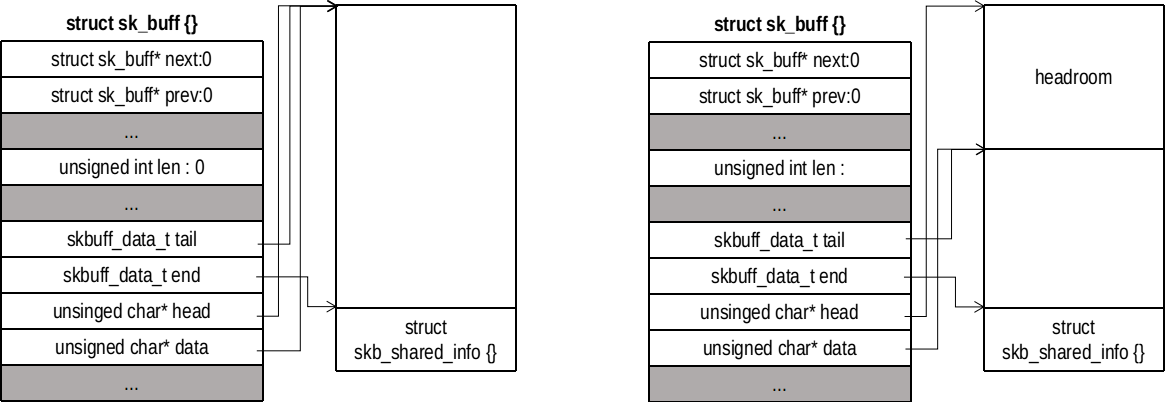 struct sk_buff {}
struct sk_buff* next:0
struct sk_buff* prev:0
...
unsigned int len : 0
...
skbuff_data_t tail
skbuff_data_t end
unsinged char* head
unsigned char* data
...
struct
skb_shared_info {}
struct sk_buff {}
struct sk_buff* next:0
struct sk_buff* prev:0
...
unsigned int len :
...
skbuff_data_t tail
skbuff_data_t end
unsinged char* head
unsigned char* data
...
headroom
struct
skb_shared_info {}